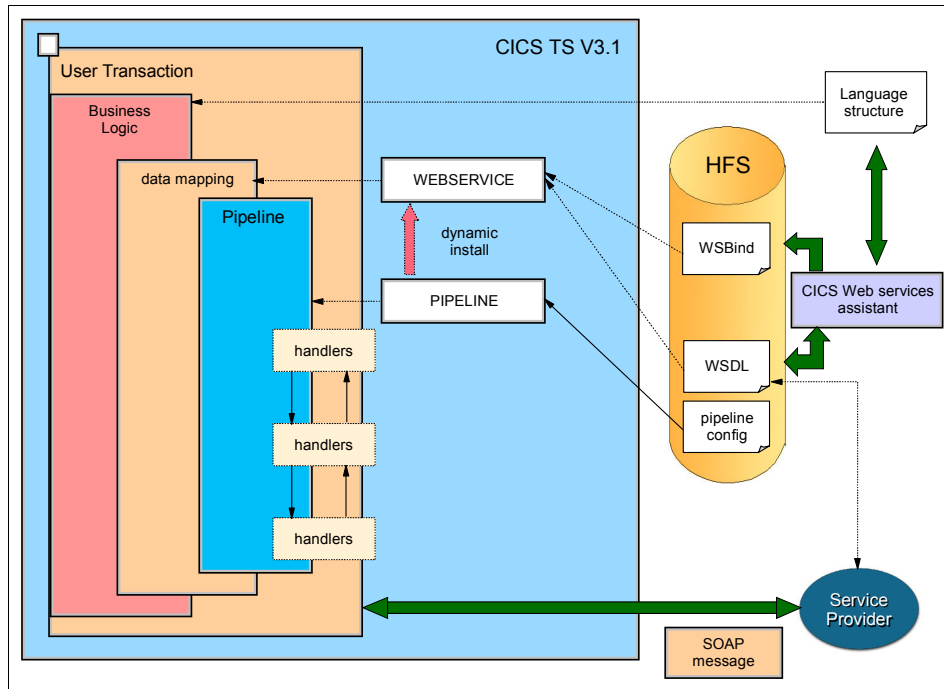 CICS TS V3.1
User Transaction
Business
Logic
data mapping
Pipeline
WEBSERVICE
dynamic
install
PIPELINE
handlers
handlers
handlers
Language
structure
HFS
WSBind
CICS Web services
assistant
WSDL
pipeline
config
Service
Provider
SOAP
message